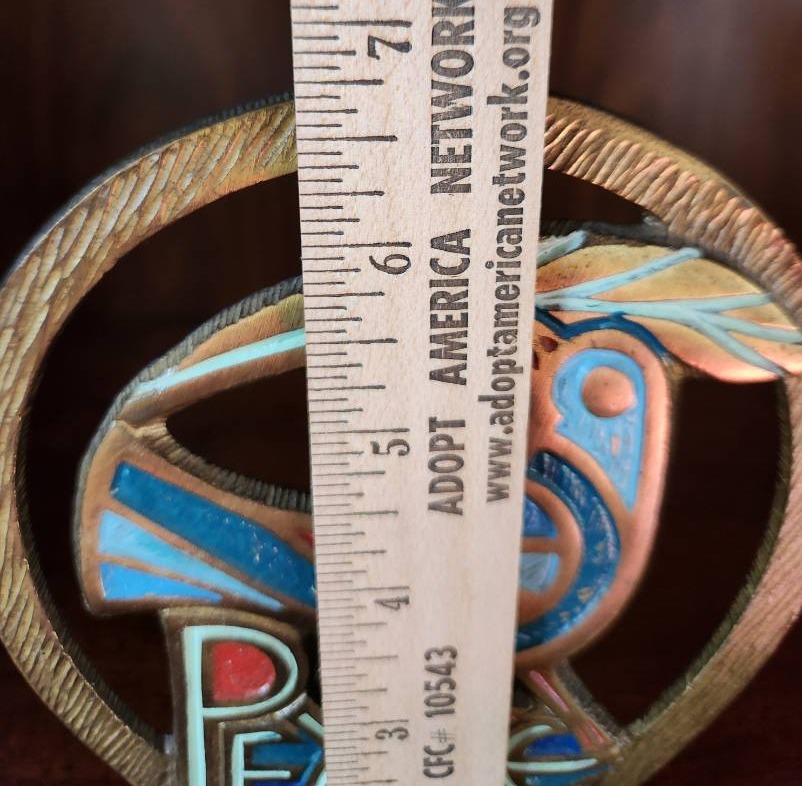 7
6
5
4
3
ADOPT AMERICA NETWORK
www.adoptamericanetwork.org
CFC# 10543
P